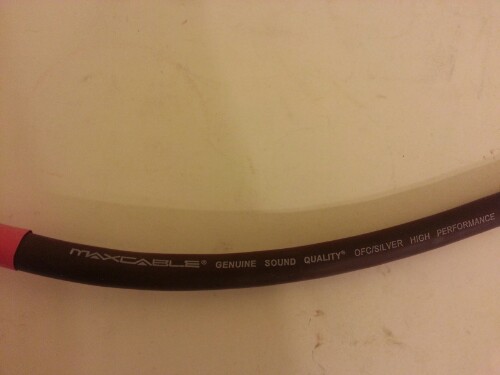 MAXCABLE® GENUINE SOUND QUALITY® OFC/SILVER HIGH PERFORMANCE